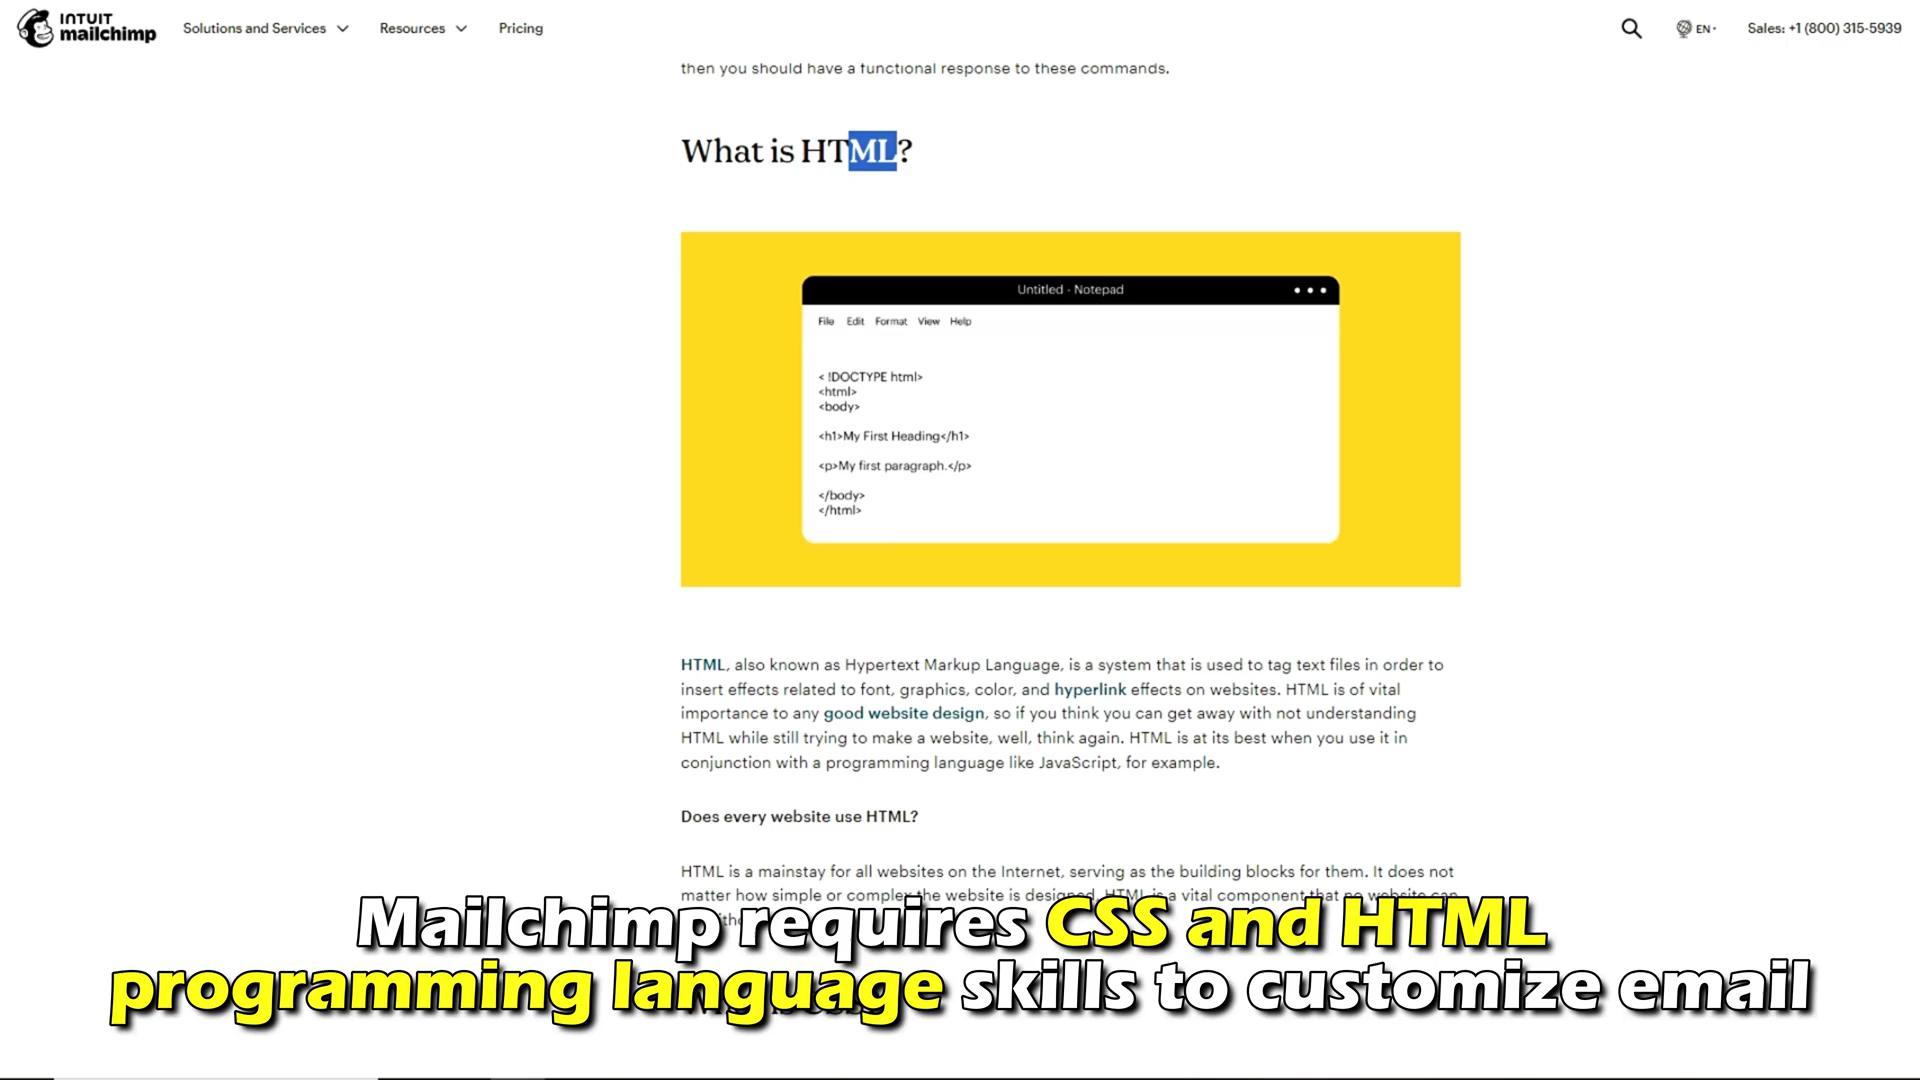 INTUIT
mailchimp
Solutions and Services
Resources
Pricing
EN
Sales: +1 (800) 315-5939
then you should have a functional response to these commands.
What is HTML?
Untitled - Notepad
File Edit Format View Help
< !DOCTYPE html>
<html>
<body>
<h1>My First Heading</h1>
<p>My first paragraph.</p>
</body>
</html>
HTML, also known as Hypertext Markup Language, is a system that is used to tag text files in order to
insert effects related to font, graphics, color, and hyperlink effects on websites. HTML is of vital
importance to any good website design, so if you think you can get away with not understanding
HTML while still trying to make a website, well, think again. HTML is at its best when you use it in
conjunction with a programming language like JavaScript, for example.
Does every website use HTML?
HTML is a mainstay for all websites on the Internet, serving as the building blocks for them. It does not
matter how simple or complex the website is designed, HTML is a vital component that no website can
Mailchimp requires CSS and HTML
programming language skills to customize email